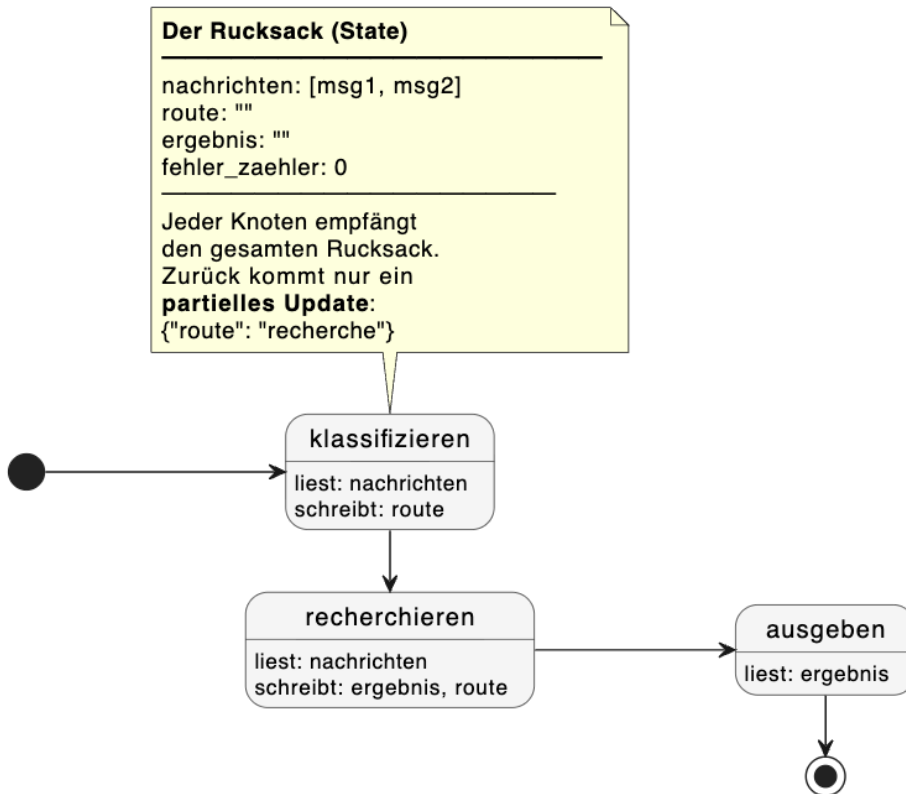 Der Rucksack (State)
nachrichten: [msg1, msg2]
route: ""
ergebnis: ""
fehler_zaehler: 0
Jeder Knoten empfängt
den gesamten Rucksack.
Zurück kommt nur ein
partielles Update:
{"route": "recherche"}
klassifizieren
liest: nachrichten
schreibt: route
recherchieren
liest: nachrichten
schreibt: ergebnis, route
ausgeben
liest: ergebnis